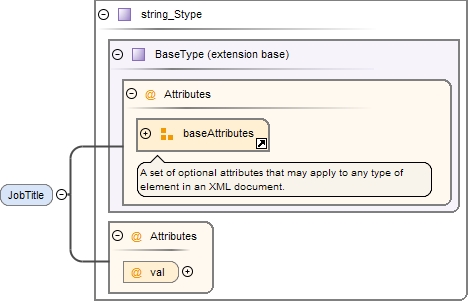 string_Stype
BaseType (extension base)
@ Attributes
baseAttributes
A set of optional attributes that may apply to any type of
element in an XML document.
JobTitle
@ Attributes
@ val